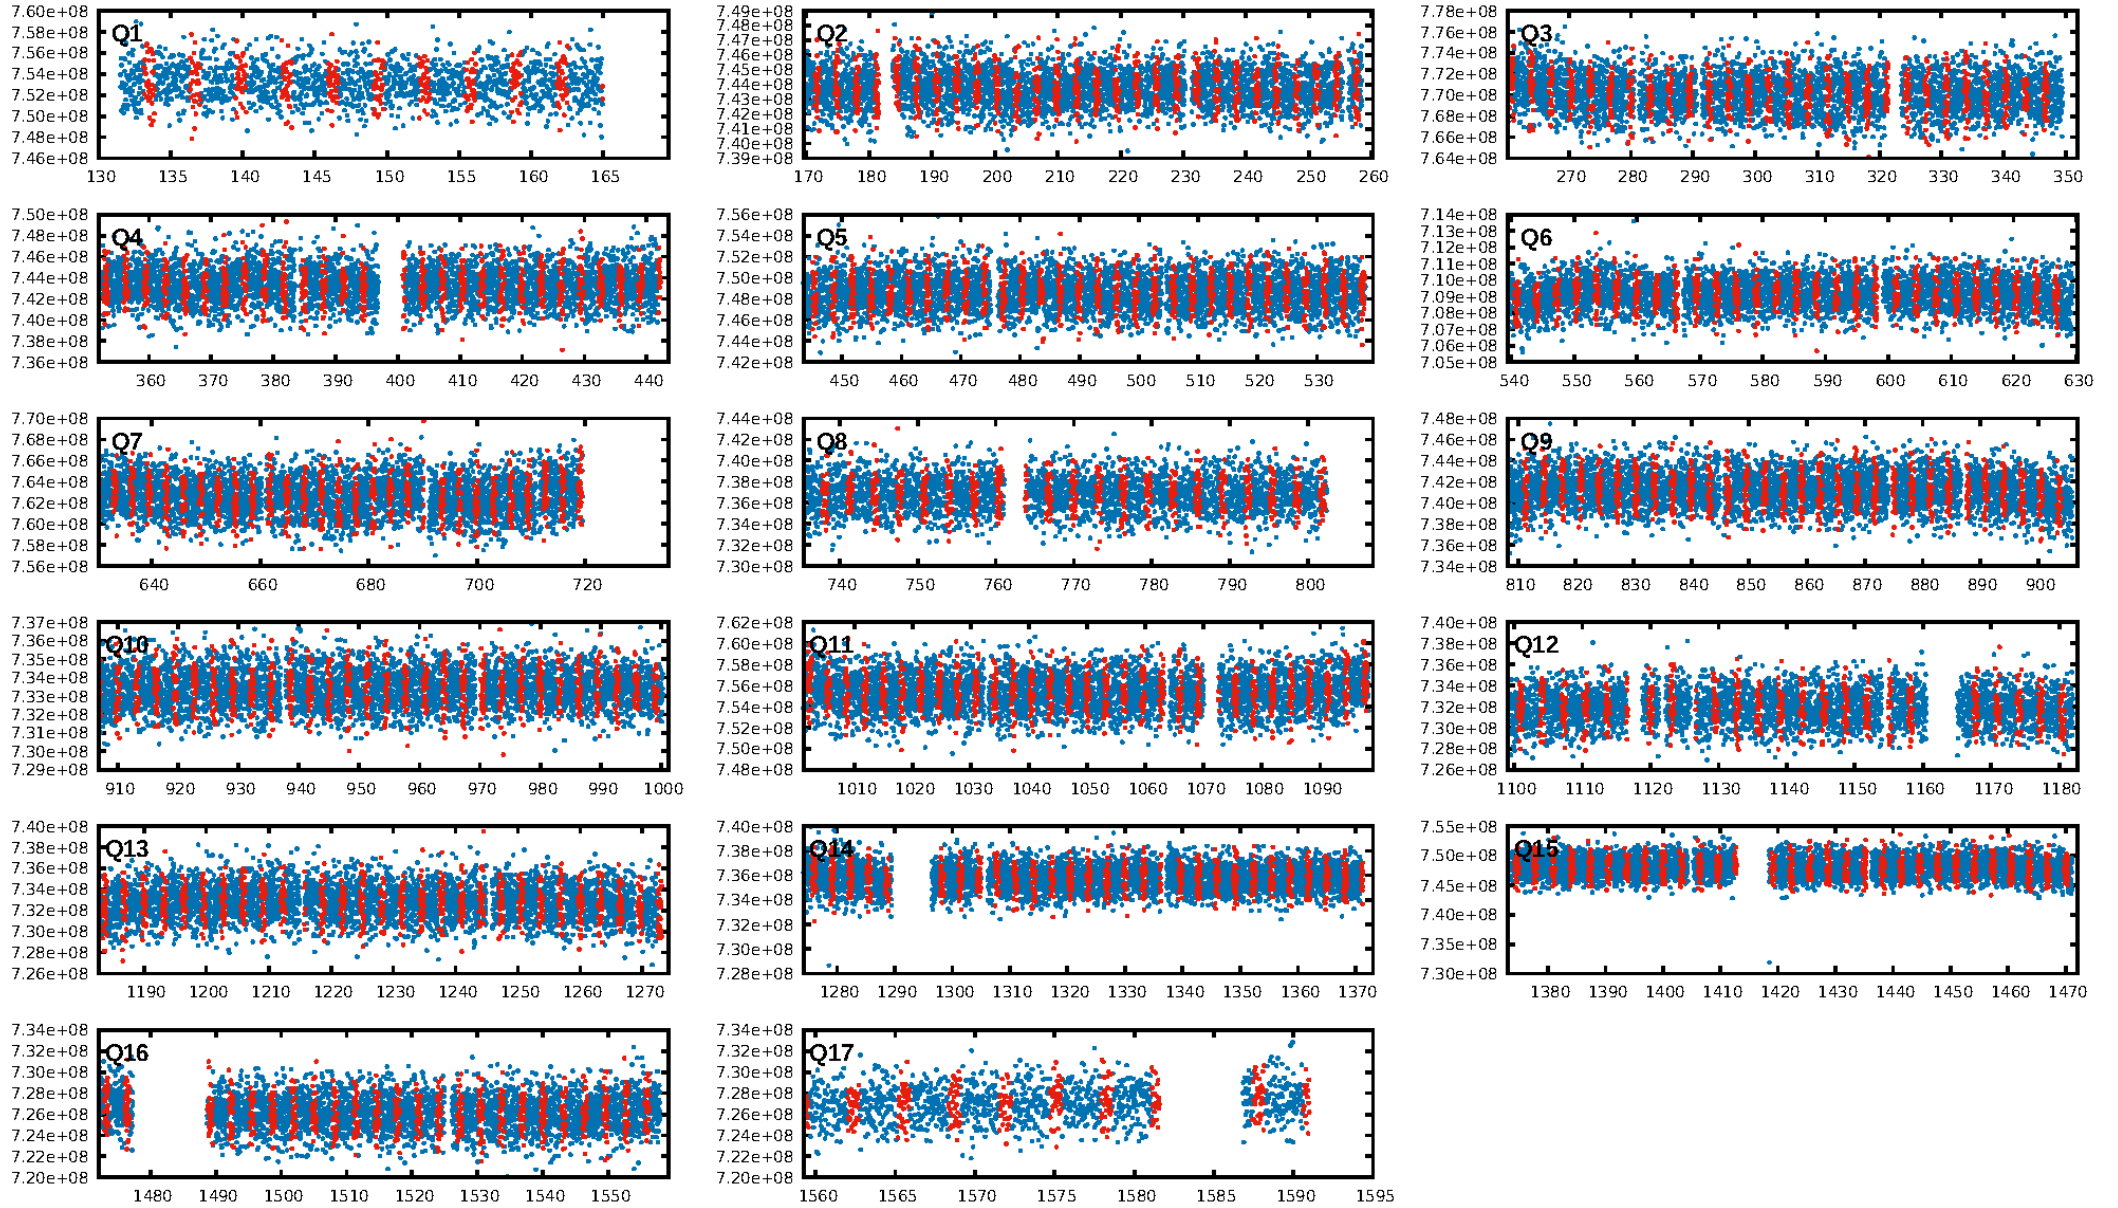 7.60e+08
7.58e+08
7.56e+08
7.54e+08
7.52e+08
7.50e+08
7.48e+08
7.46e+08
Q1
130 135 140 145 150 155 160 165
7.49e+08
7.48e+08
7.47e+08
7.46e+08
7.45e+08
7.44e+08
7.43e+08
7.42e+08
7.41e+08
7.40e+08
7.39e+08
Q2
170 180 190 200 210 220 230 240 250 260
7.78e+08
7.76e+08
7.74e+08
7.72e+08
7.70e+08
7.68e+08
7.66e+08
7.64e+08
Q3
270 280 290 300 310 320 330 340 350
7.50e+08
7.48e+08
7.46e+08
7.44e+08
7.42e+08
7.40e+08
7.38e+08
7.36e+08
Q4
360 370 380 390 400 410 420 430 440
7.56e+08
7.54e+08
7.52e+08
7.50e+08
7.48e+08
7.46e+08
7.44e+08
7.42e+08
Q5
450 460 470 480 490 500 510 520 530
7.14e+08
7.13e+08
7.12e+08
7.11e+08
7.10e+08
7.09e+08
7.08e+08
7.07e+08
7.06e+08
7.05e+08
Q6
540 550 560 570 580 590 600 610 620 630
7.70e+08
7.68e+08
7.66e+08
7.64e+08
7.62e+08
7.60e+08
7.58e+08
7.56e+08
Q7
640 660 680 700 720
7.44e+08
7.42e+08
7.40e+08
7.38e+08
7.36e+08
7.34e+08
7.32e+08
7.30e+08
Q8
740 750 760 770 780 790 800
7.48e+08
7.46e+08
7.44e+08
7.42e+08
7.40e+08
7.38e+08
7.36e+08
7.34e+08
Q9
810 820 830 840 850 860 870 880 890 900
7.37e+08
7.36e+08
7.35e+08
7.34e+08
7.33e+08
7.32e+08
7.31e+08
7.30e+08
7.29e+08
Q10
910 920 930 940 950 960 970 980 990 1000
7.62e+08
7.60e+08
7.58e+08
7.56e+08
7.54e+08
7.52e+08
7.50e+08
7.48e+08
Q11
1010 1020 1030 1040 1050 1060 1070 1080 1090
7.40e+08
7.38e+08
7.36e+08
7.34e+08
7.32e+08
7.30e+08
7.28e+08
7.26e+08
Q12
1100 1110 1120 1130 1140 1150 1160 1170 1180
7.40e+08
7.38e+08
7.36e+08
7.34e+08
7.32e+08
7.30e+08
7.28e+08
7.26e+08
Q13
1190 1200 1210 1220 1230 1240 1250 1260 1270
7.40e+08
7.38e+08
7.36e+08
7.34e+08
7.32e+08
7.30e+08
7.28e+08
Q14
1280 1290 1300 1310 1320 1330 1340 1350 1360 1370
7.55e+08
7.50e+08
7.45e+08
7.40e+08
7.35e+08
7.30e+08
Q15
1380 1390 1400 1410 1420 1430 1440 1450 1460 1470
7.34e+08
7.32e+08
7.30e+08
7.28e+08
7.26e+08
7.24e+08
7.22e+08
7.20e+08
Q16
1480 1490 1500 1510 1520 1530 1540 1550
7.34e+08
7.32e+08
7.30e+08
7.28e+08
7.26e+08
7.24e+08
7.22e+08
7.20e+08
Q17
1560 1565 1570 1575 1580 1585 1590 1595